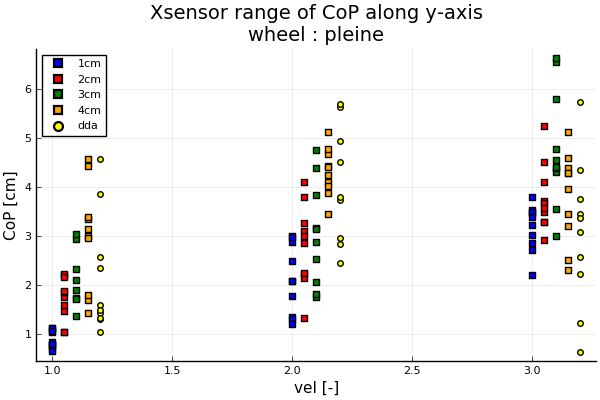 Xsensor range of CoP along y-axis
wheel : pleine
1cm
2cm
3cm
4cm
dda
CoP [cm]
6
5
4
3
2
1
1.0 1.5 2.0 2.5 3.0
vel [-]